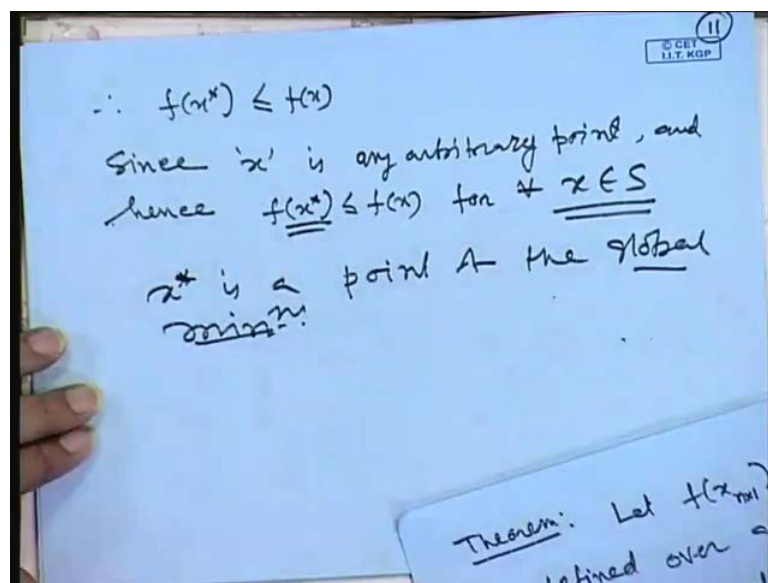 11
© CET
I.I.T. KGP
∴ f(x*) ≤ f(x)
Since 'x' is any arbitrary point, and
hence f(x*) ≤ f(x) for ∀ x ∈ S
x* is a point of the global
minᵐ.
Theorem: Let f(xₙₓ₁)
defined over a